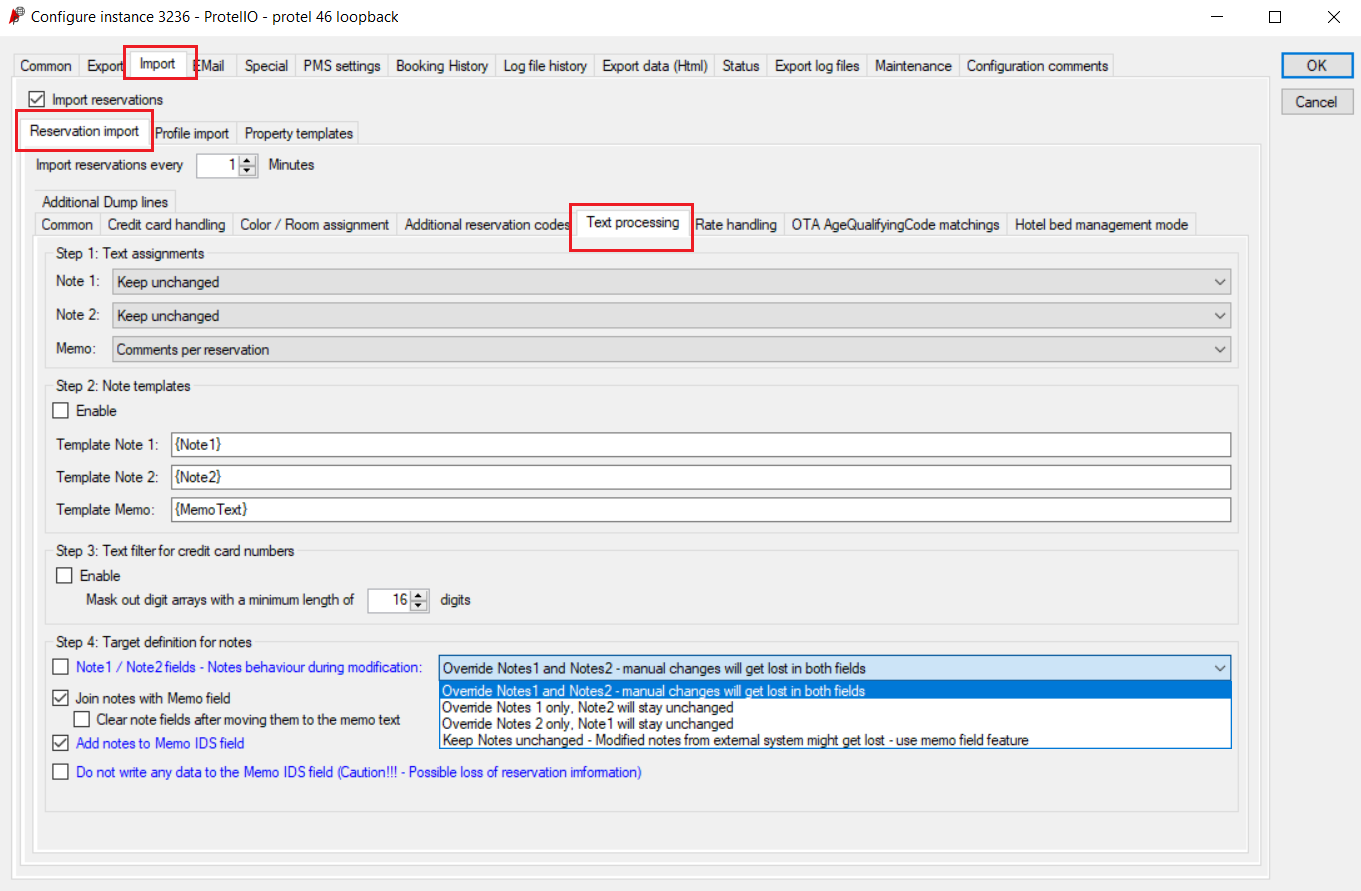 Configure instance 3236 - ProtelIO - protel 46 loopback
Common Export Import EMail Special PMS settings Booking History Log file history Export data (Html) Status Export log files Maintenance Configuration comments
OK
Cancel
Import reservations
Reservation import Profile import Property templates
Import reservations every 1 Minutes
Additional Dump lines
Common Credit card handling Color / Room assignment Additional reservation codes Text processing Rate handling OTA AgeQualifyingCode matchings Hotel bed management mode
Step 1: Text assignments
Note 1: Keep unchanged
Note 2: Keep unchanged
Memo: Comments per reservation
Step 2: Note templates
Enable
Template Note 1: {Note1}
Template Note 2: {Note2}
Template Memo: {MemoText}
Step 3: Text filter for credit card numbers
Enable
Mask out digit arrays with a minimum length of 16 digits
Step 4: Target definition for notes
Note1 / Note2 fields - Notes behaviour during modification: Override Notes1 and Notes2 - manual changes will get lost in both fields
Override Notes1 and Notes2 - manual changes will get lost in both fields
Join notes with Memo field
Override Notes 1 only, Note2 will stay unchanged
Clear note fields after moving them to the memo text
Override Notes 2 only, Note1 will stay unchanged
Add notes to Memo IDS field
Keep Notes unchanged - Modified notes from external system might get lost - use memo field feature
Do not write any data to the Memo IDS field (Caution!!! - Possible loss of reservation imformation)